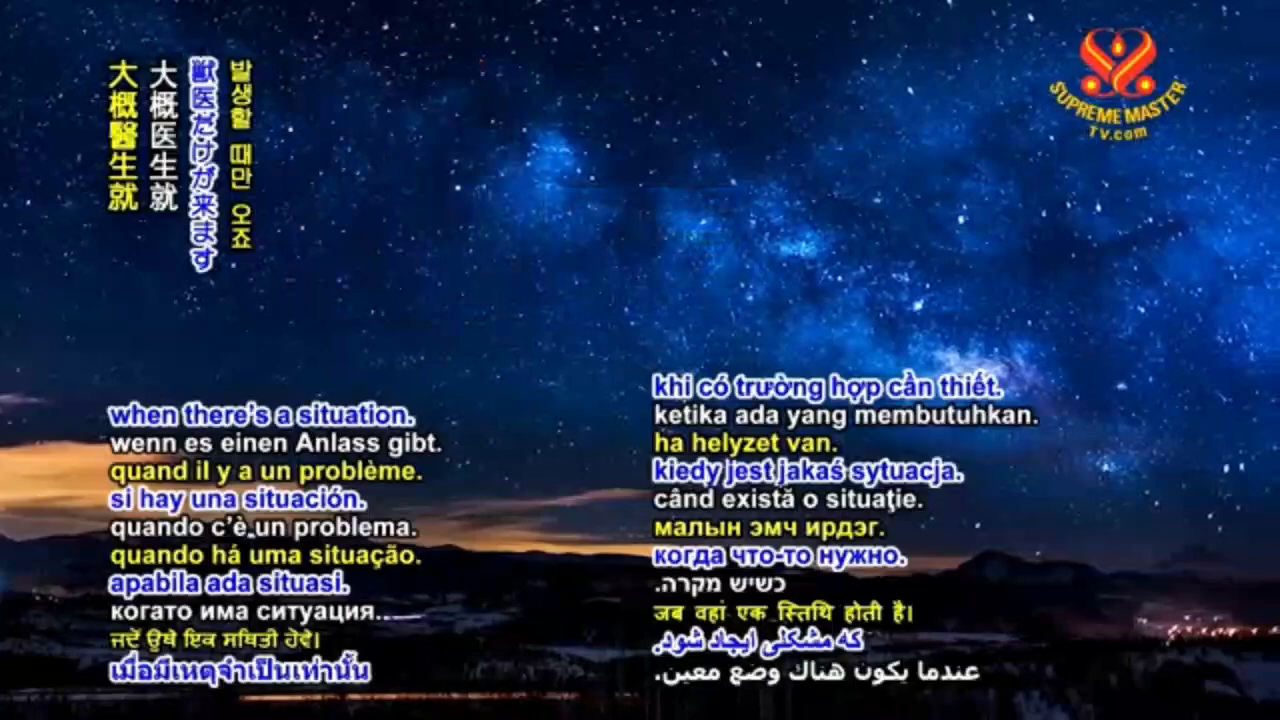 발생할 때만 오죠
獣医だけが来ます
大概医生就
大概醫生就
SUPREME MASTER
TV.com
when there's a situation.
wenn es einen Anlass gibt.
quand il y a un problème.
si hay una situación.
quando c'è un problema.
quando há uma situação.
apabila ada situasi.
когато има ситуация.
ਜਦੋਂ ਉਥੇ ਇਕ ਸਥਿਤੀ ਹੋਵੇ।
เมื่อมีเหตุจำเป็นเท่านั้น
khi có trường hợp cần thiết.
ketika ada yang membutuhkan.
ha helyzet van.
kiedy jest jakaś sytuacja.
când există o situaţie.
малын эмч ирдэг.
когда что-то нужно.
כשיש מקרה.
जब वहां एक स्तिथि होती है।
که مشکلی ایجاد شود.
عندما يكون هناك وضع معين.